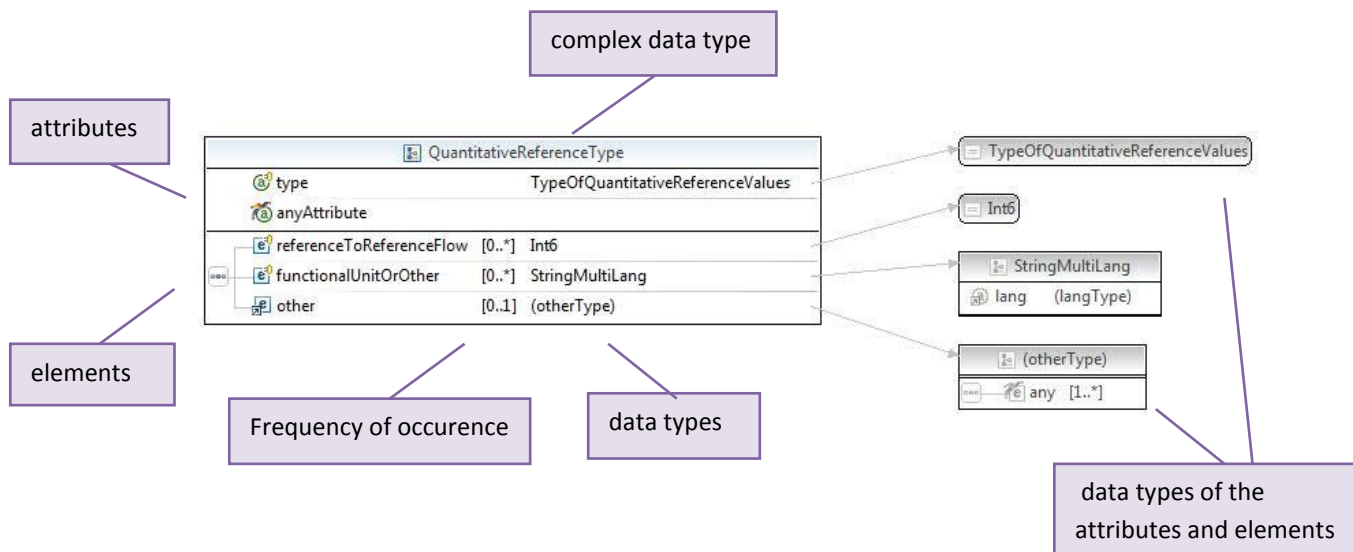 complex data type
attributes
QuantitativeReferenceType
type TypeOfQuantitativeReferenceValues
anyAttribute
referenceToReferenceFlow [0..*] Int6
functionalUnitOrOther [0..*] StringMultiLang
other [0..1] (otherType)
TypeOfQuantitativeReferenceValues
Int6
StringMultiLang
lang (langType)
(otherType)
any [1..*]
elements
Frequency of occurence
data types
data types of the
attributes and elements